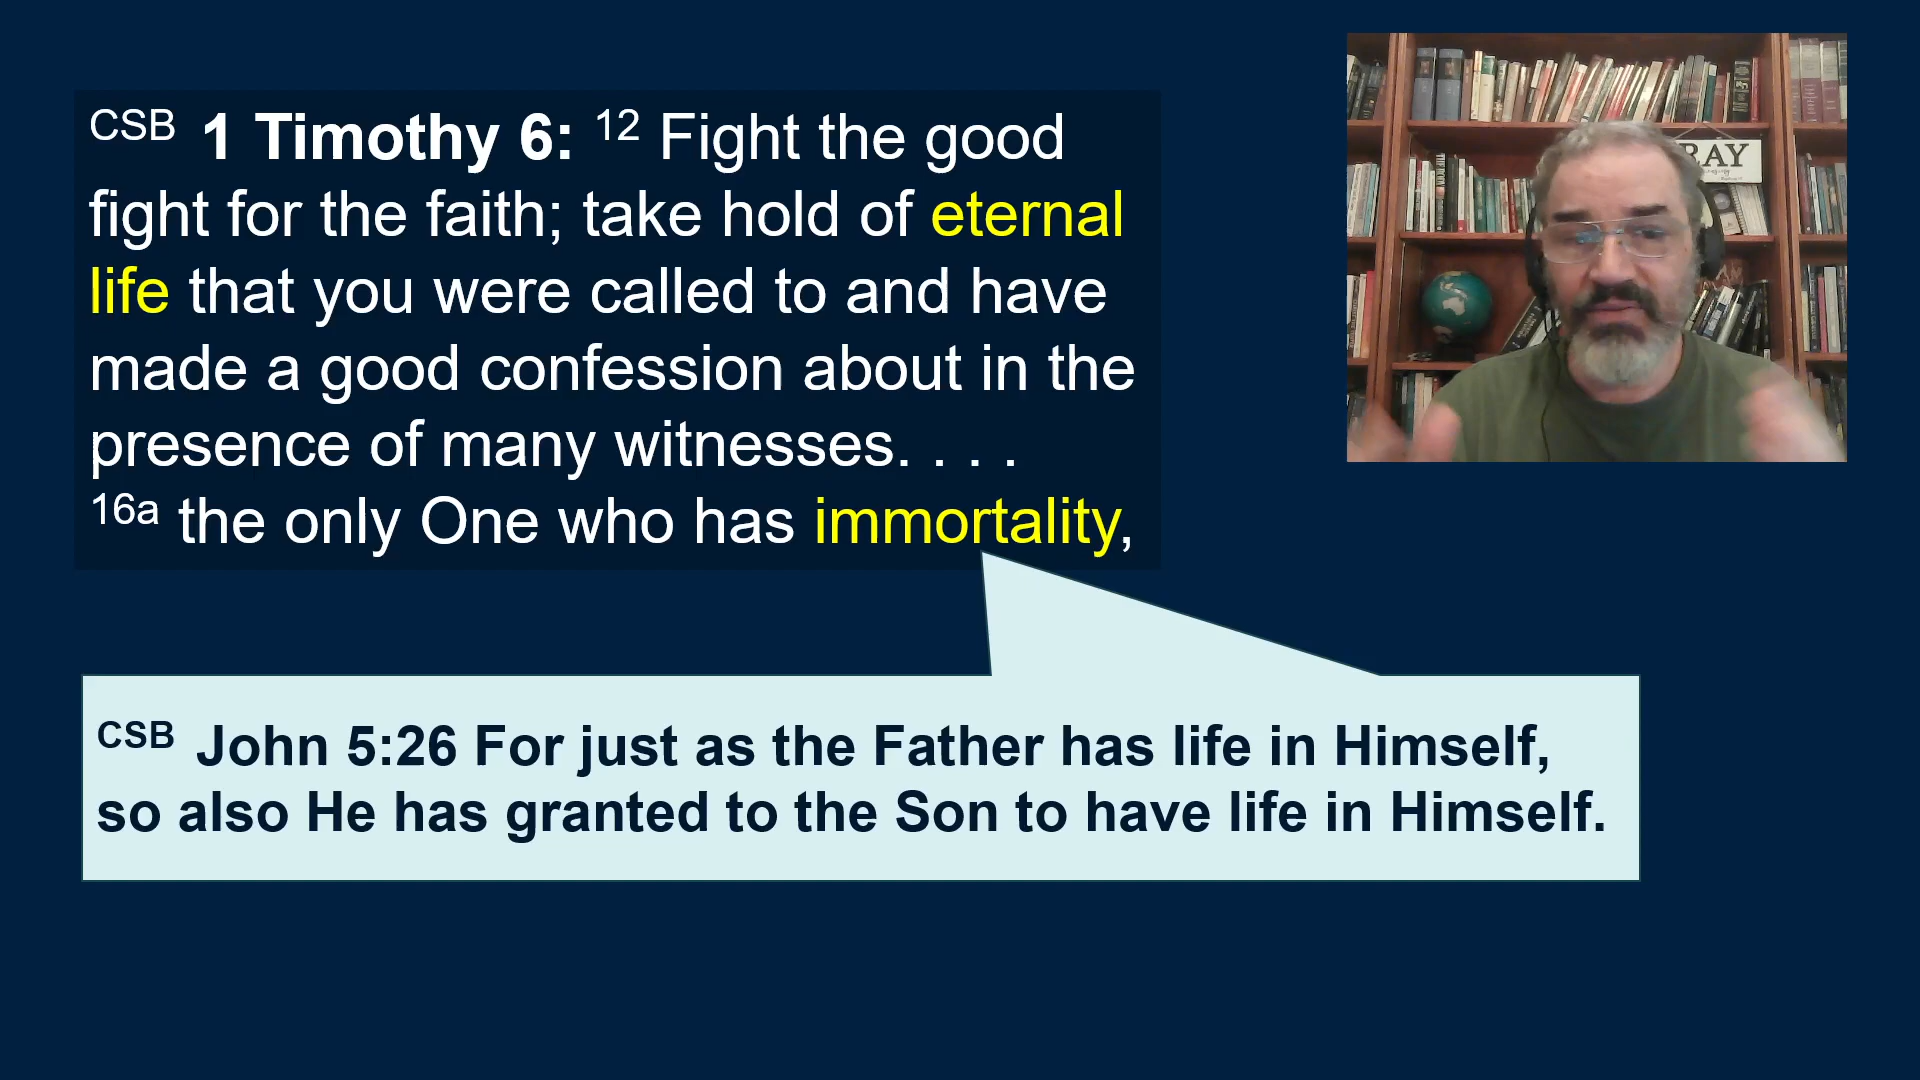 CSB 1 Timothy 6: 12 Fight the good
fight for the faith; take hold of eternal
life that you were called to and have
made a good confession about in the
presence of many witnesses. . . .
16a the only One who has immortality,
RAY
CSB John 5:26 For just as the Father has life in Himself,
so also He has granted to the Son to have life in Himself.